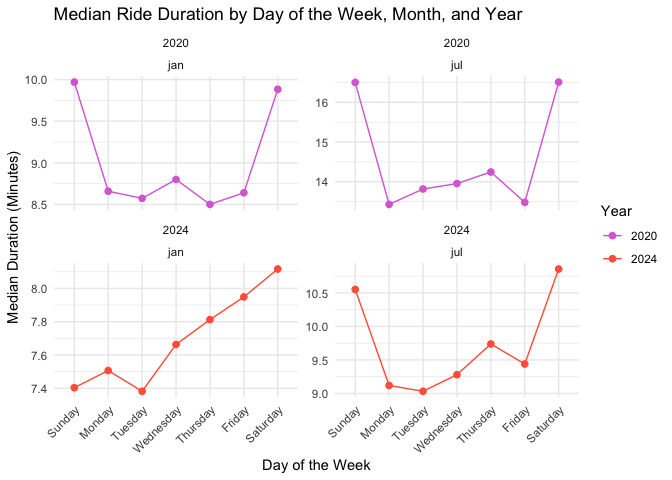 Median Ride Duration by Day of the Week, Month, and Year
2020
jan
10.0
9.5
9.0
8.5
2020
jul
16
15
14
2024
jan
8.0
7.8
7.6
7.4
Sunday
Monday
Tuesday
Wednesday
Thursday
Friday
Saturday
2024
jul
10.5
10.0
9.5
9.0
Sunday
Monday
Tuesday
Wednesday
Thursday
Friday
Saturday
Median Duration (Minutes)
Day of the Week
Year
2020
2024